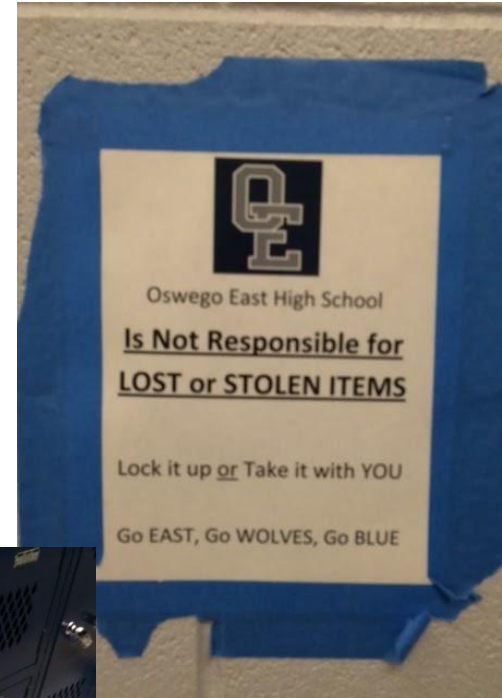 OE
Oswego East High School
Is Not Responsible for
LOST or STOLEN ITEMS
Lock it up or Take it with YOU
Go EAST, Go WOLVES, Go BLUE